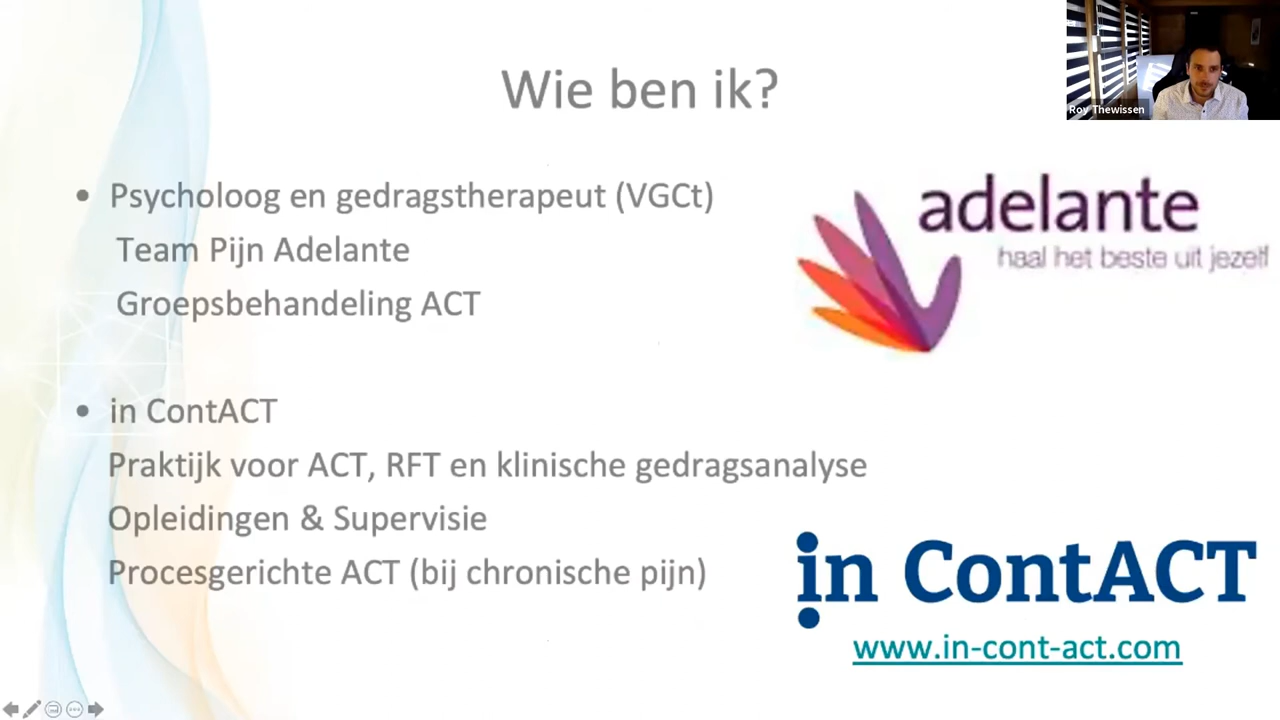 Wie ben ik?
Roy Thewissen
• Psycholoog en gedragstherapeut (VGCt)
Team Pijn Adelante
Groepsbehandeling ACT
adelante
haal het beste uit jezelf
• in ContACT
Praktijk voor ACT, RFT en klinische gedragsanalyse
Opleidingen & Supervisie
Procesgerichte ACT (bij chronische pijn)
in ContACT
www.in-cont-act.com